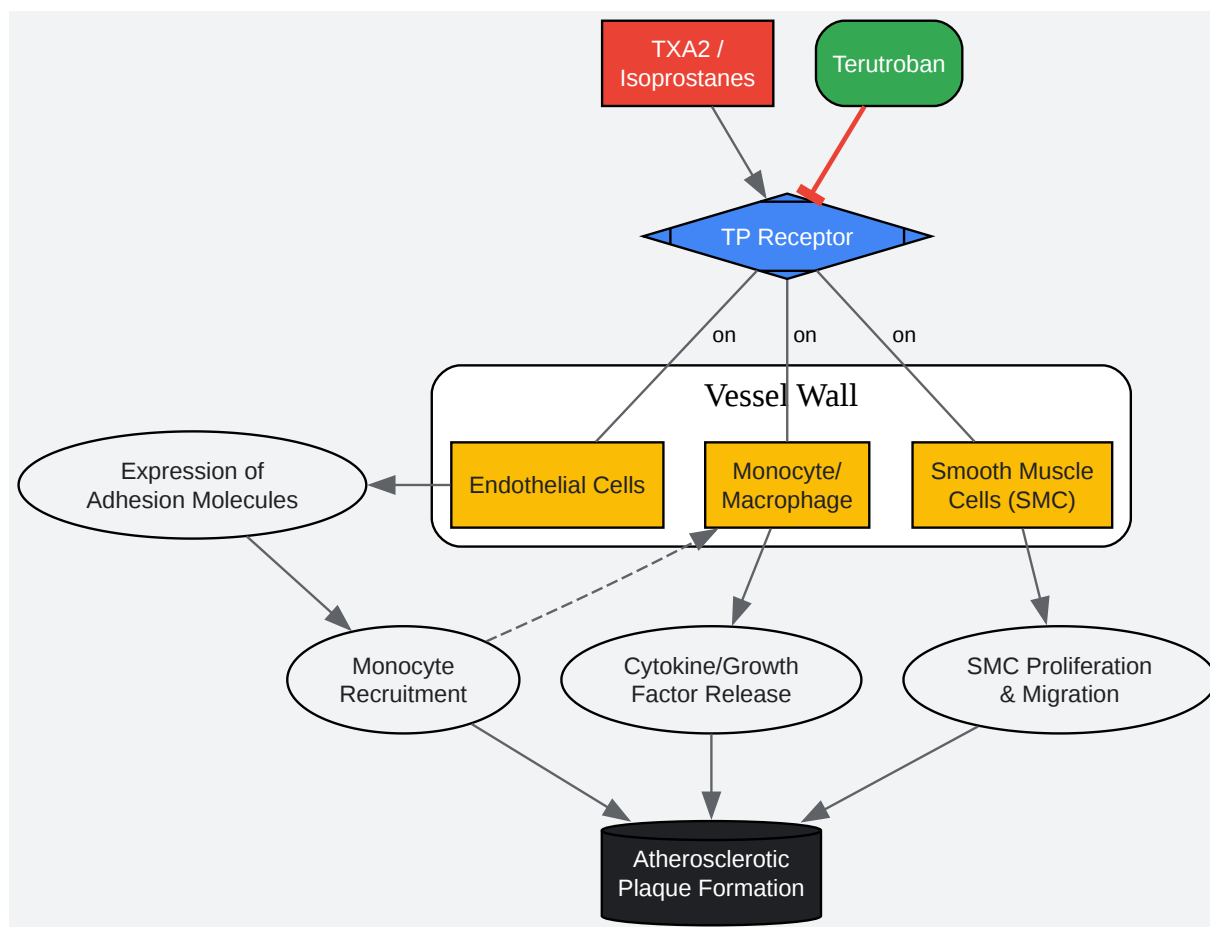 TXA2 /
Isoprostanes
Terutroban
TP Receptor
on
on
on
Vessel Wall
Expression of
Adhesion Molecules
Endothelial Cells
Monocyte/
Macrophage
Smooth Muscle
Cells (SMC)
Monocyte
Recruitment
Cytokine/Growth
Factor Release
SMC Proliferation
& Migration
Atherosclerotic
Plaque Formation